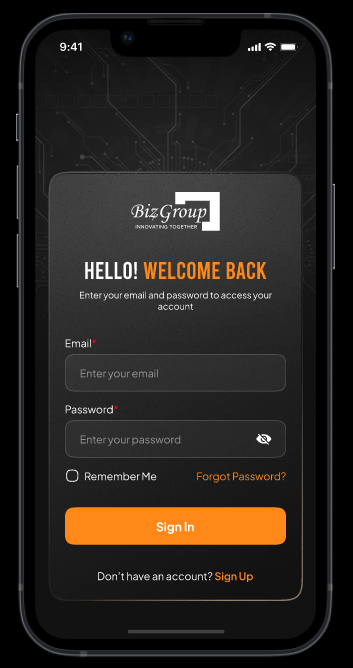 9:41
BizGroup
INNOVATING TOGETHER
HELLO! WELCOME BACK
Enter your email and password to access your
account
Email*
Enter your email
Password*
Enter your password
Remember Me Forgot Password?
Sign In
Don't have an account? Sign Up